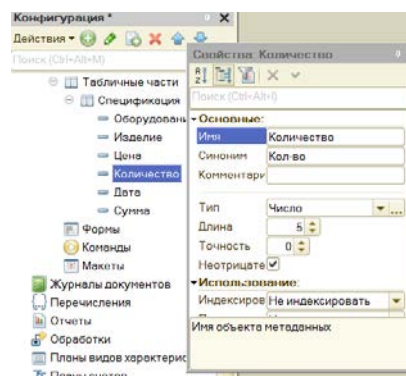 Конфигурация *
Действия
Поиск (Ctrl+Alt+M)
Табличные части
Спецификация
Оборудовани
Изделие
Цена
Количество
Дата
Сумма
Формы
Команды
Макеты
Журналы документов
Перечисления
Отчеты
Обработки
Планы видов характерис
Свойства: Количество
Поиск (Ctrl+Alt+I)
Основные:
Имя Количество
Синоним Кол-во
Комментари
Тип Число
Длина 5
Точность 0
Неотрицате
Использование:
Индексиров Не индексировать
Имя объекта метаданных